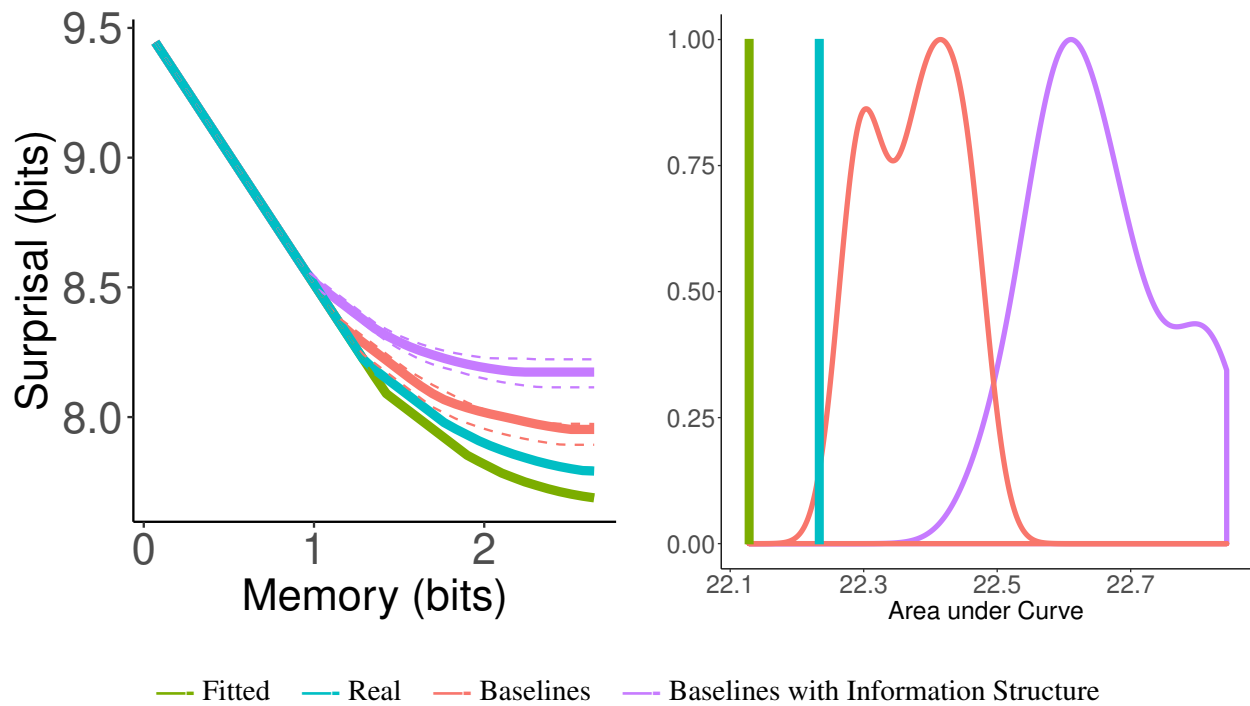 9.5
9.0
8.5
8.0
Surprisal (bits)
0 1 2
Memory (bits)
1.00
0.75
0.50
0.25
0.00
22.1 22.3 22.5 22.7
Area under Curve
Fitted Real Baselines Baselines with Information Structure